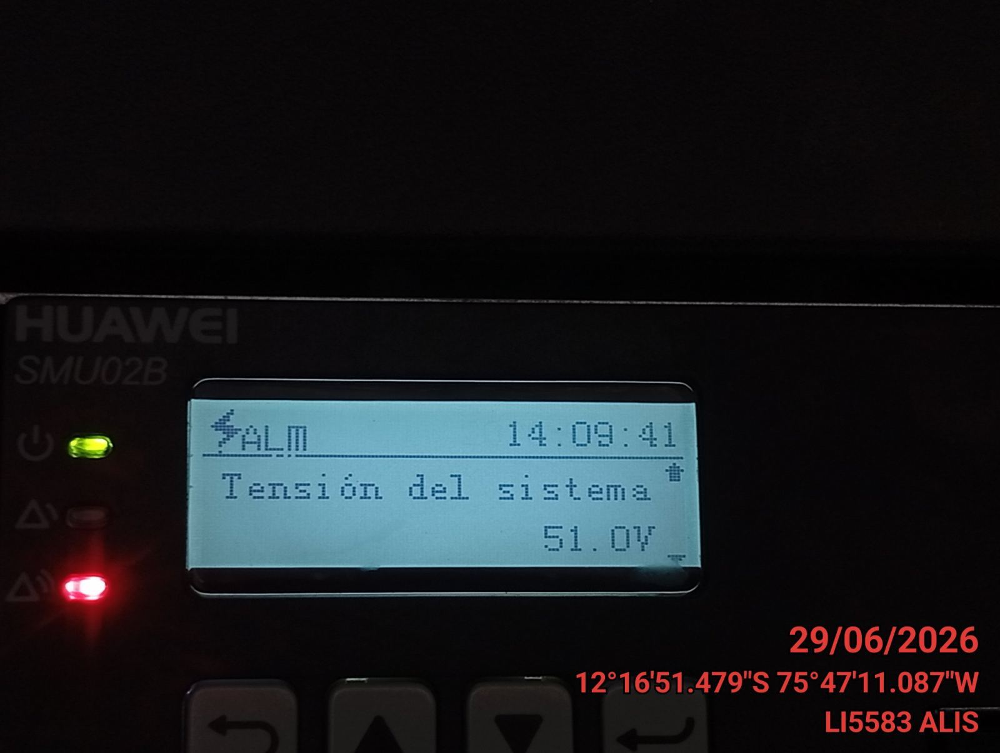 HUAWEI
SMU02B
ALM 14:09:41
Tensión del sistema
51.0V
29/06/2026
12°16'51.479"S 75°47'11.087"W
LI5583 ALIS